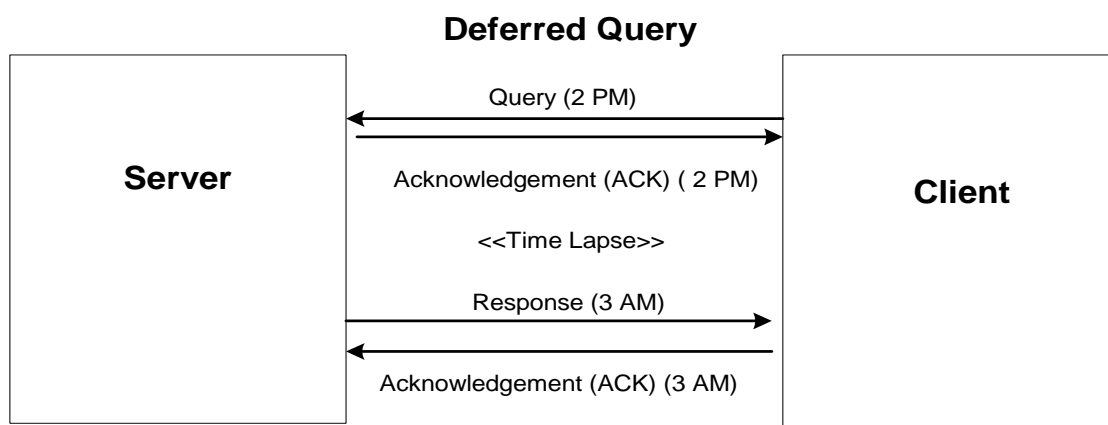 Deferred Query
Query (2 PM)
Server
Acknowledgement (ACK) ( 2 PM)
Client
<<Time Lapse>>
Response (3 AM)
Acknowledgement (ACK) (3 AM)